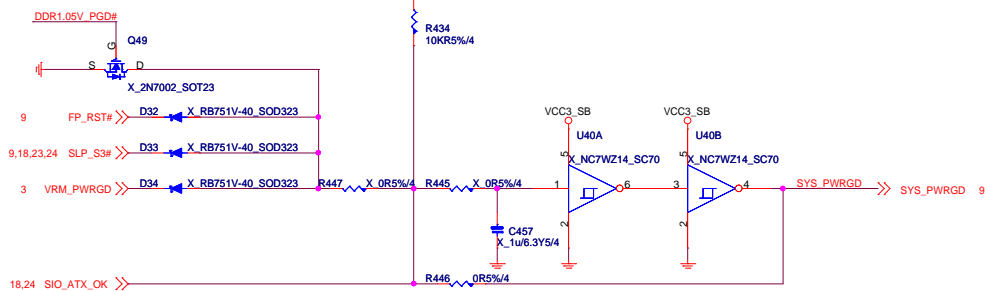 DDR1.05V_PGD#
R434
10KR5%/4
Q49
G
S
D
X_2N7002_SOT23
9
FP_RST#
D32
X_RB751V-40_SOD323
9,18,23,24
SLP_S3#
D33
X_RB751V-40_SOD323
3
VRM_PWRGD
D34
X_RB751V-40_SOD323
R447
X_0R5%/4
R445
X_0R5%/4
VCC3_SB
U40A
5
X_NC7WZ14_SC70
1
6
2
VCC3_SB
U40B
5
X_NC7WZ14_SC70
3
4
2
SYS_PWRGD
SYS_PWRGD
9
C457
X_1u/6.3Y5/4
18,24
SIO_ATX_OK
R446
0R5%/4